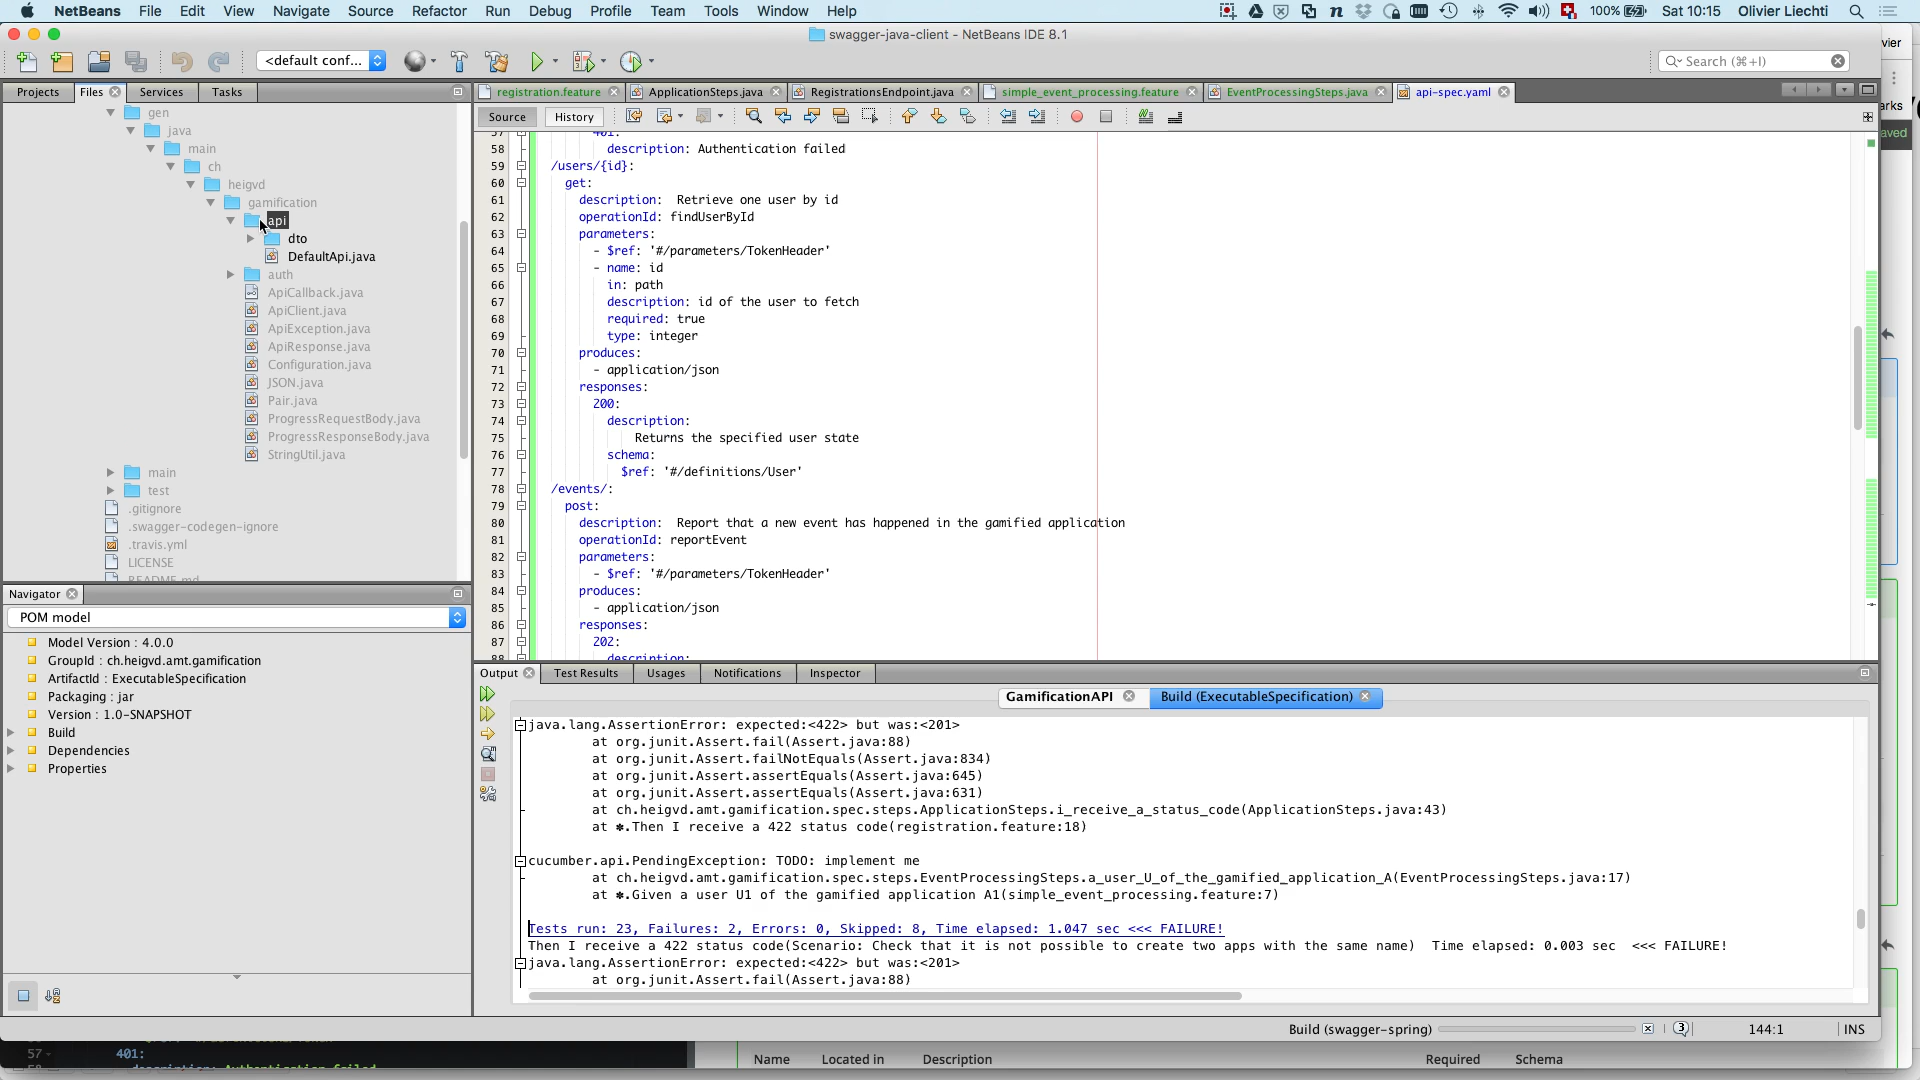 NetBeans File Edit View Navigate Source Refactor Run Debug Profile Team Tools Window Help
100% Sat 10:15 Olivier Liechti
swagger-java-client - NetBeans IDE 8.1
<default conf...
Search (⌘+I)
Projects Files Services Tasks
registration.feature ApplicationSteps.java RegistrationsEndpoint.java simple_event_processing.feature EventProcessingSteps.java api-spec.yaml
Source History
gen
java
main
ch
heigvd
gamification
api
dto
DefaultApi.java
auth
ApiCallback.java
ApiClient.java
ApiException.java
ApiResponse.java
Configuration.java
JSON.java
Pair.java
ProgressRequestBody.java
ProgressResponseBody.java
StringUtil.java
main
test
.gitignore
.swagger-codegen-ignore
.travis.yml
LICENSE
README.md
57 401:
58 description: Authentication failed
59 /users/{id}:
60 get:
61 description: Retrieve one user by id
62 operationId: findUserById
63 parameters:
64 - $ref: '#/parameters/TokenHeader'
65 - name: id
66 in: path
67 description: id of the user to fetch
68 required: true
69 type: integer
70 produces:
71 - application/json
72 responses:
73 200:
74 description:
75 Returns the specified user state
76 schema:
77 $ref: '#/definitions/User'
78 /events/:
79 post:
80 description: Report that a new event has happened in the gamified application
81 operationId: reportEvent
82 parameters:
83 - $ref: '#/parameters/TokenHeader'
84 produces:
85 - application/json
86 responses:
87 202:
88 description:
Navigator
POM model
Model Version : 4.0.0
GroupId : ch.heigvd.amt.gamification
ArtifactId : ExecutableSpecification
Packaging : jar
Version : 1.0-SNAPSHOT
Build
Dependencies
Properties
Output Test Results Usages Notifications Inspector
GamificationAPI Build (ExecutableSpecification)
java.lang.AssertionError: expected:<422> but was:<201>
at org.junit.Assert.fail(Assert.java:88)
at org.junit.Assert.failNotEquals(Assert.java:834)
at org.junit.Assert.assertEquals(Assert.java:645)
at org.junit.Assert.assertEquals(Assert.java:631)
at ch.heigvd.amt.gamification.spec.steps.ApplicationSteps.i_receive_a_status_code(ApplicationSteps.java:43)
at ✽.Then I receive a 422 status code(registration.feature:18)
cucumber.api.PendingException: TODO: implement me
at ch.heigvd.amt.gamification.spec.steps.EventProcessingSteps.a_user_U_of_the_gamified_application_A(EventProcessingSteps.java:17)
at ✽.Given a user U1 of the gamified application A1(simple_event_processing.feature:7)
Tests run: 23, Failures: 2, Errors: 0, Skipped: 8, Time elapsed: 1.047 sec <<< FAILURE!
Then I receive a 422 status code(Scenario: Check that it is not possible to create two apps with the same name) Time elapsed: 0.003 sec <<< FAILURE!
java.lang.AssertionError: expected:<422> but was:<201>
at org.junit.Assert.fail(Assert.java:88)
Build (swagger-spring) 3 144:1 INS
57 401:
Name Located in Description Required Schema